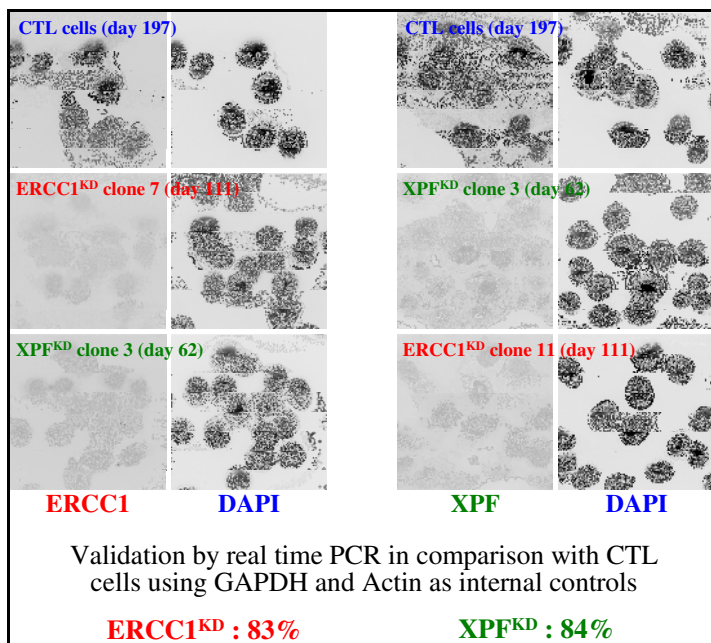 CTL cells (day 197)
CTL cells (day 197)
ERCC1KD clone 7 (day 111)
XPFKD clone 3 (day 62)
XPFKD clone 3 (day 62)
ERCC1KD clone 11 (day 111)
ERCC1 DAPI XPF DAPI
Validation by real time PCR in comparison with CTL
cells using GAPDH and Actin as internal controls
ERCC1KD : 83% XPFKD : 84%